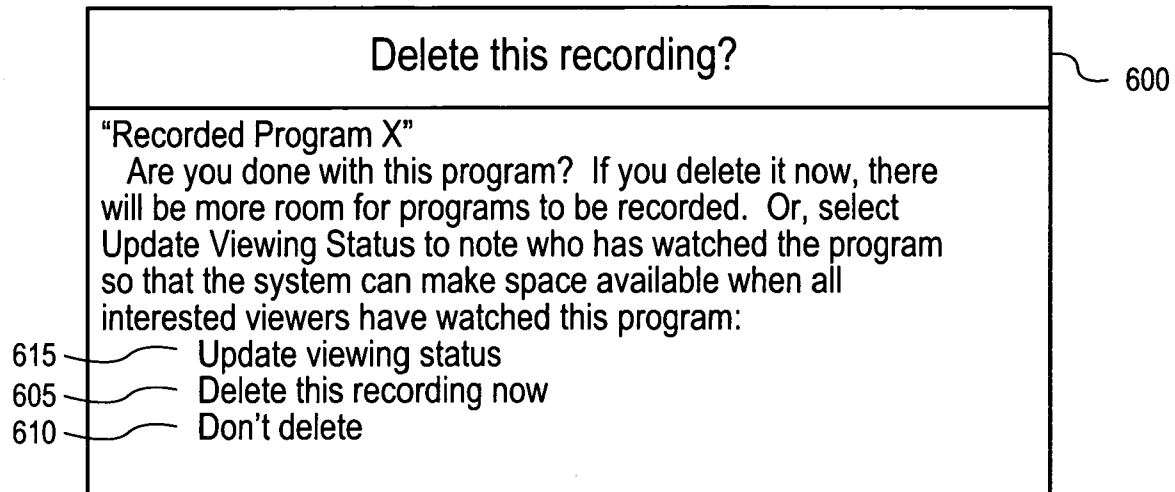 Delete this recording?
600
“Recorded Program X”
Are you done with this program? If you delete it now, there
will be more room for programs to be recorded. Or, select
Update Viewing Status to note who has watched the program
so that the system can make space available when all
interested viewers have watched this program:
615 Update viewing status
605 Delete this recording now
610 Don't delete